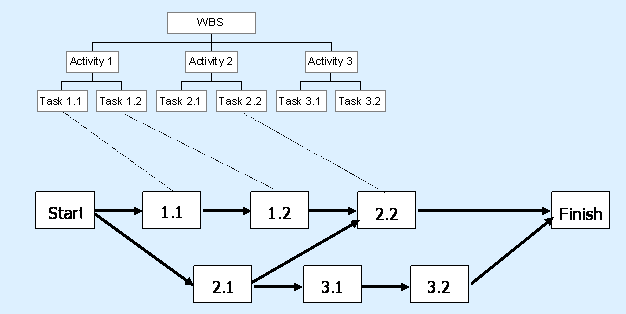 WBS
Activity 1
Activity 2
Activity 3
Task 1.1
Task 1.2
Task 2.1
Task 2.2
Task 3.1
Task 3.2
Start
1.1
1.2
2.2
Finish
2.1
3.1
3.2